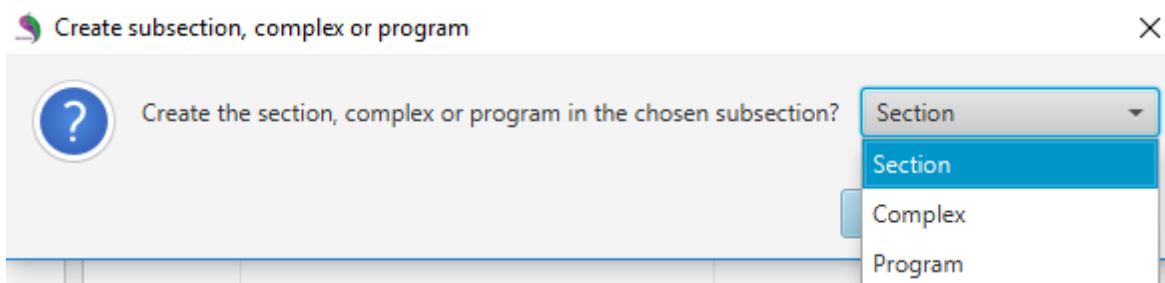 Create subsection, complex or program
Create the section, complex or program in the chosen subsection?
Section
Section
Complex
Program